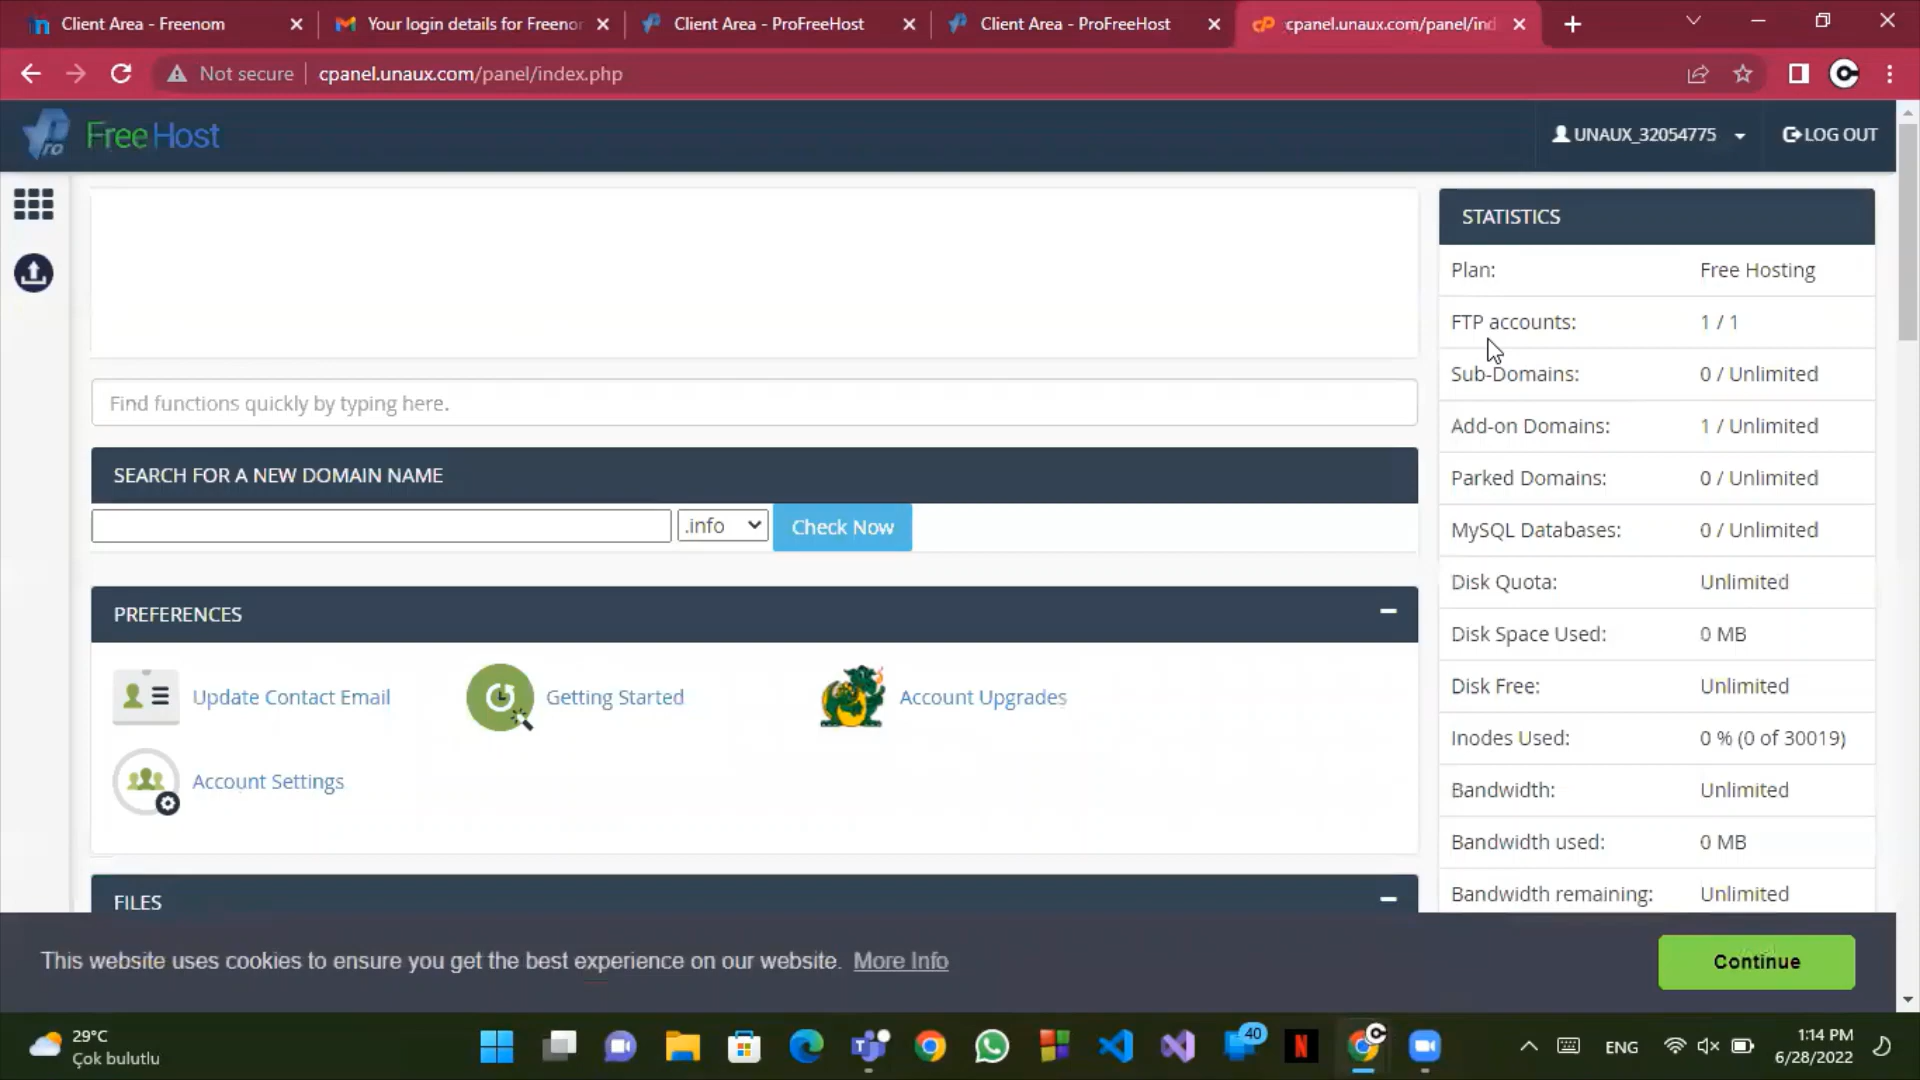 Client Area - Freenom
Your login details for Freenor
Client Area - ProFreeHost
Client Area - ProFreeHost
cpanel.unaux.com/panel/ind
Not secure
cpanel.unaux.com/panel/index.php
ro
FreeHost
UNAUX_32054775
LOG OUT
Find functions quickly by typing here.
SEARCH FOR A NEW DOMAIN NAME
.info
Check Now
PREFERENCES
Update Contact Email
Getting Started
Account Upgrades
Account Settings
FILES
STATISTICS
Plan: Free Hosting
FTP accounts: 1 / 1
Sub-Domains: 0 / Unlimited
Add-on Domains: 1 / Unlimited
Parked Domains: 0 / Unlimited
MySQL Databases: 0 / Unlimited
Disk Quota: Unlimited
Disk Space Used: 0 MB
Disk Free: Unlimited
Inodes Used: 0 % (0 of 30019)
Bandwidth: Unlimited
Bandwidth used: 0 MB
Bandwidth remaining: Unlimited
This website uses cookies to ensure you get the best experience on our website. More Info
Continue
29°C
Çok bulutlu
40
ENG
1:14 PM
6/28/2022